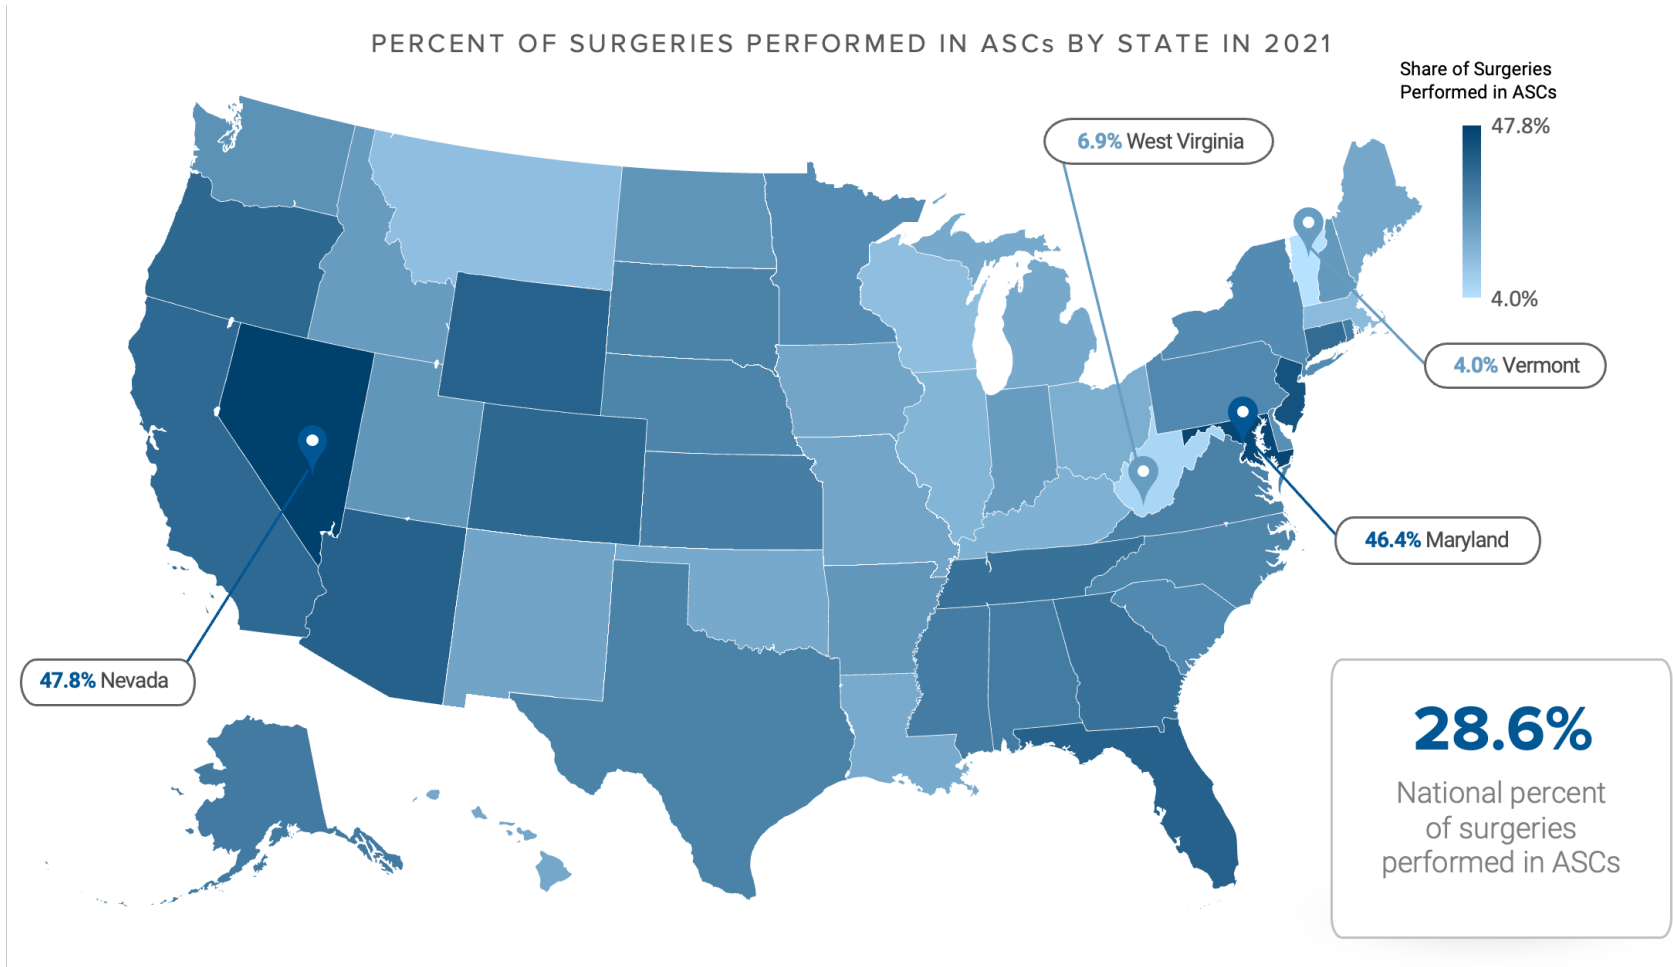 PERCENT OF SURGERIES PERFORMED IN ASCs BY STATE IN 2021
Share of Surgeries
Performed in ASCs
47.8%
4.0%
6.9% West Virginia
4.0% Vermont
46.4% Maryland
47.8% Nevada
28.6%
National percent
of surgeries
performed in ASCs